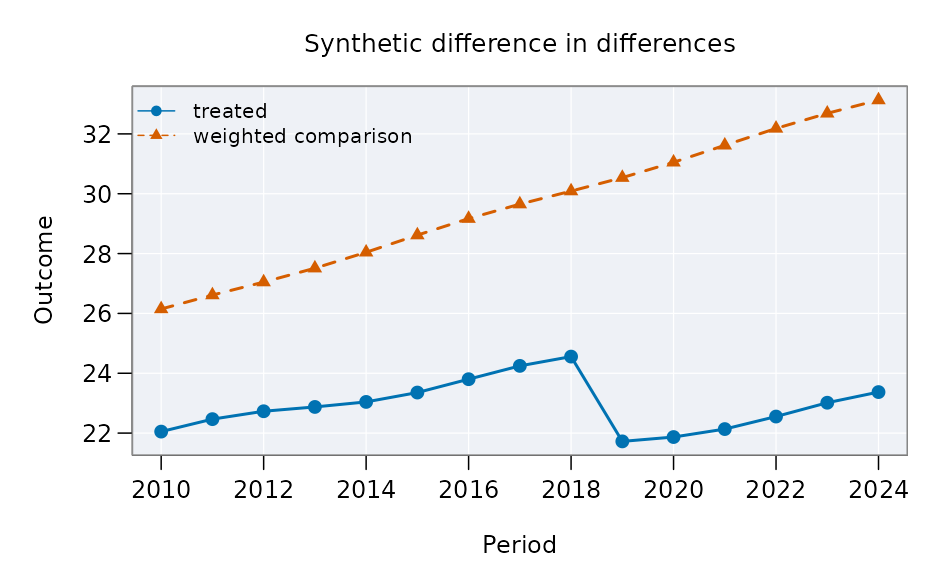 Synthetic difference in differences
treated
weighted comparison
Outcome
32
30
28
26
24
22
2010 2012 2014 2016 2018 2020 2022 2024
Period